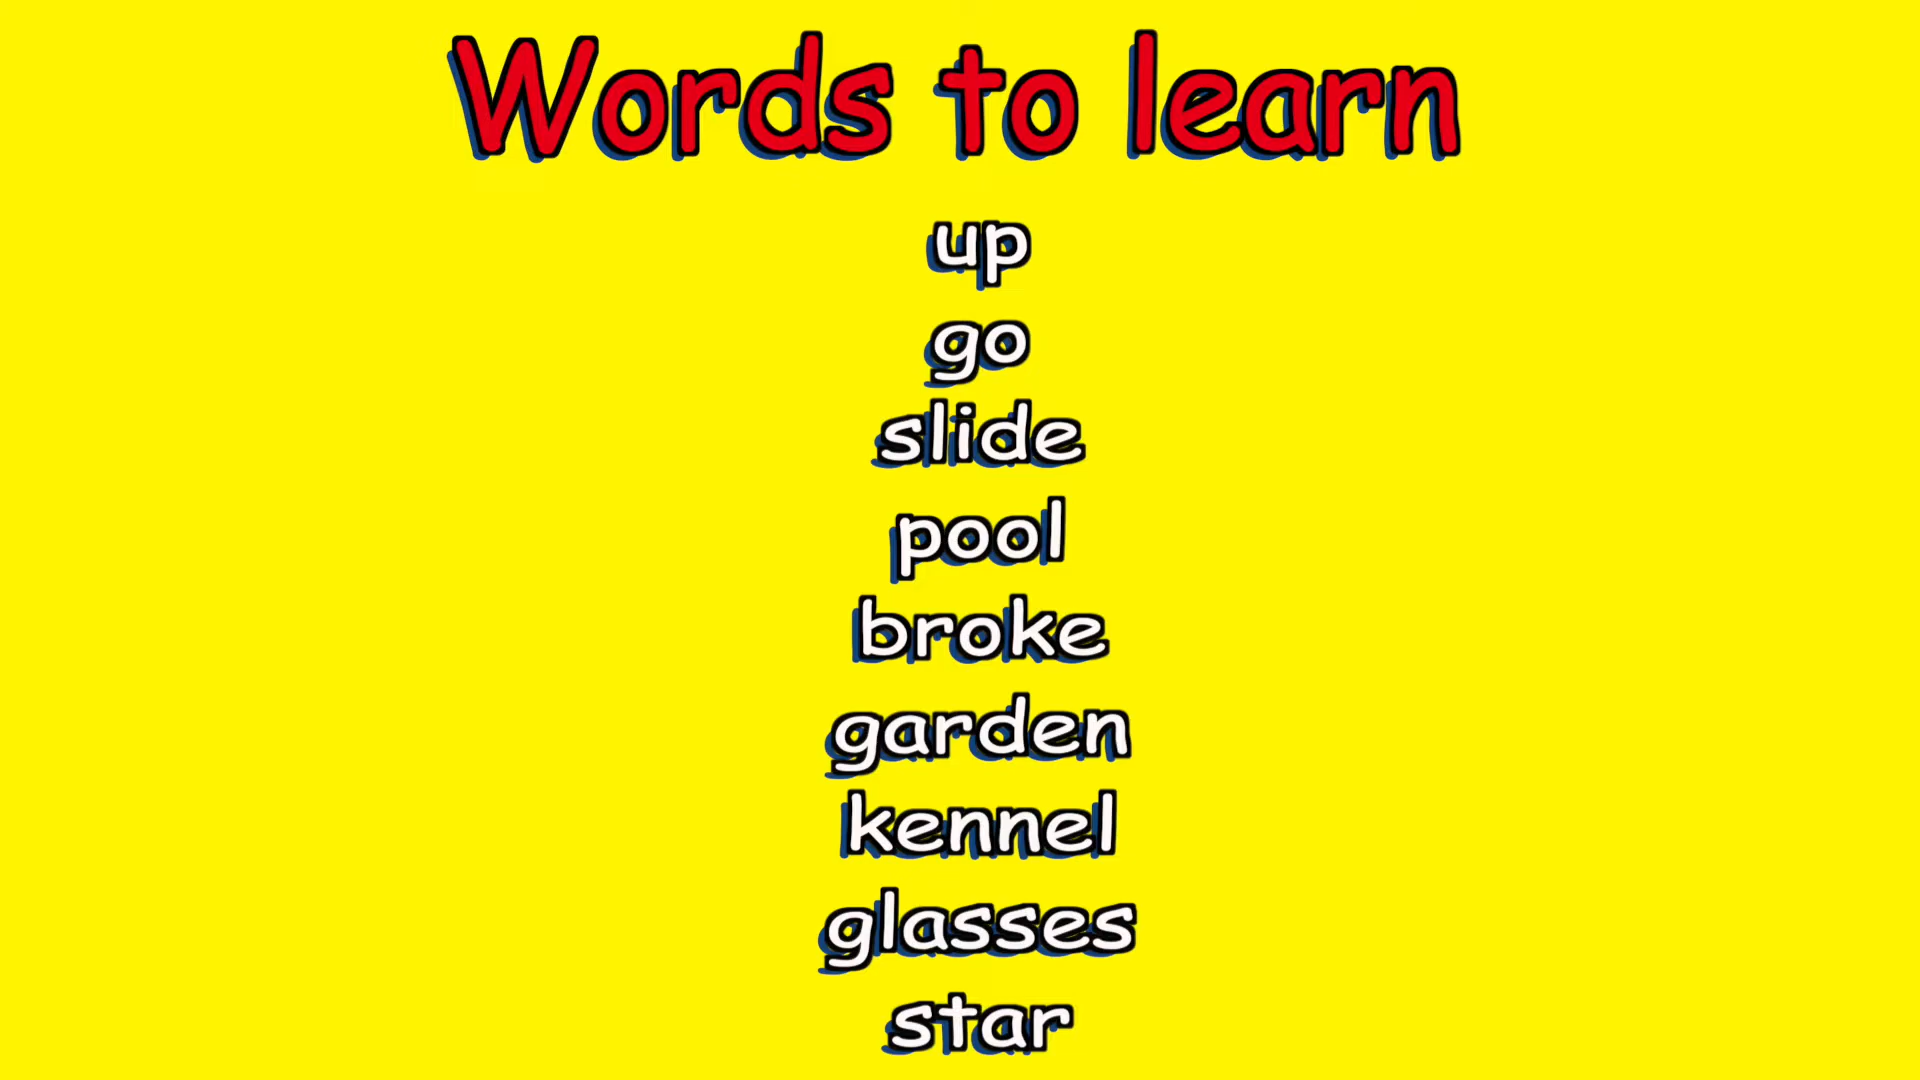 Words to learn
up
go
slide
pool
broke
garden
kennel
glasses
star